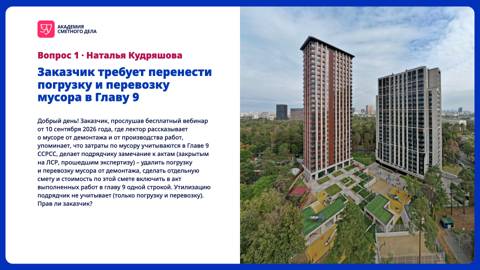 АКАДЕМИЯ
СМЕТНОГО ДЕЛА
Вопрос 1 · Наталья Кудряшова
Заказчик требует перенести
погрузку и перевозку
мусора в Главу 9
Добрый день! Заказчик, прослушав бесплатный вебинар
от 10 сентября 2026 года, где лектор рассказывает
о мусоре от демонтажа и от производства работ,
упоминает, что затраты по мусору учитываются в Главе 9
ССРСС, делает подрядчику замечание к актам (закрытым
на ЛСР, прошедшим экспертизу) – удалить погрузку
и перевозку мусора от демонтажа, сделать отдельную
смету и стоимость по этой смете включить в акт
выполненных работ в главу 9 одной строкой. Утилизацию
подрядчик не учитывает (только погрузку и перевозку).
Прав ли заказчик?